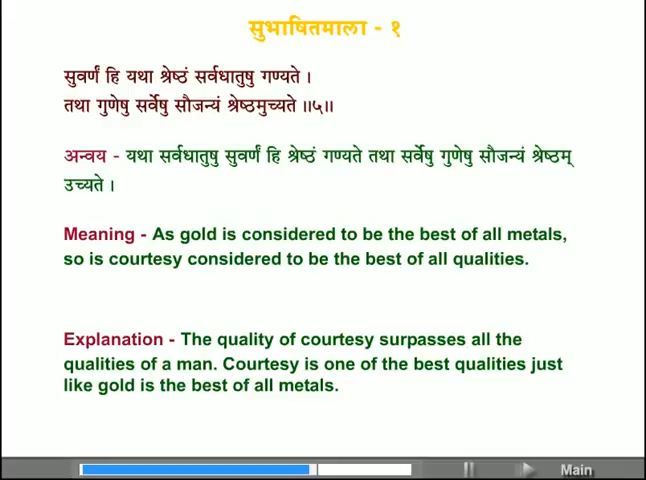 सुभाषितमाला - १
सुवर्णं हि यथा श्रेष्ठं सर्वधातुषु गण्यते ।
तथा गुणेषु सर्वेषु सौजन्यं श्रेष्ठमुच्यते ॥५॥
अन्वय - यथा सर्वधातुषु सुवर्णं हि श्रेष्ठं गण्यते तथा सर्वेषु गुणेषु सौजन्यं श्रेष्ठम्
उच्यते ।
Meaning - As gold is considered to be the best of all metals,
so is courtesy considered to be the best of all qualities.
Explanation - The quality of courtesy surpasses all the
qualities of a man. Courtesy is one of the best qualities just
like gold is the best of all metals.
Main